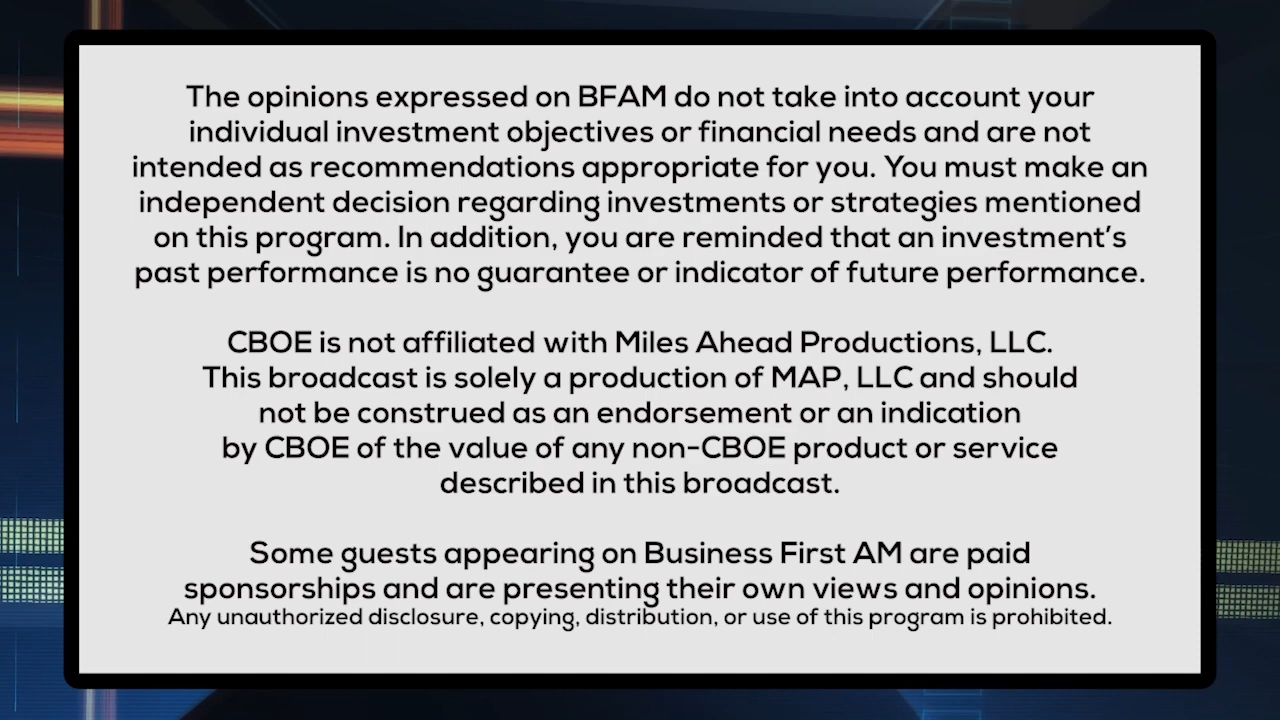 The opinions expressed on BFAM do not take into account your
individual investment objectives or financial needs and are not
intended as recommendations appropriate for you. You must make an
independent decision regarding investments or strategies mentioned
on this program. In addition, you are reminded that an investment’s
past performance is no guarantee or indicator of future performance.
CBOE is not affiliated with Miles Ahead Productions, LLC.
This broadcast is solely a production of MAP, LLC and should
not be construed as an endorsement or an indication
by CBOE of the value of any non-CBOE product or service
described in this broadcast.
Some guests appearing on Business First AM are paid
sponsorships and are presenting their own views and opinions.
Any unauthorized disclosure, copying, distribution, or use of this program is prohibited.